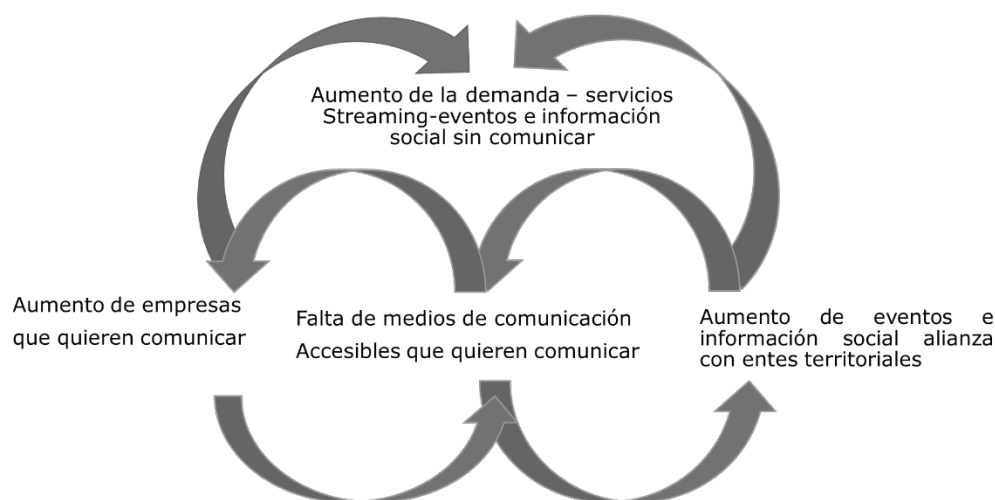 Aumento de la demanda – servicios
Streaming-eventos e información
social sin comunicar
Aumento de empresas
que quieren comunicar
Falta de medios de comunicación
Accesibles que quieren comunicar
Aumento de eventos e
información social alianza
con entes territoriales